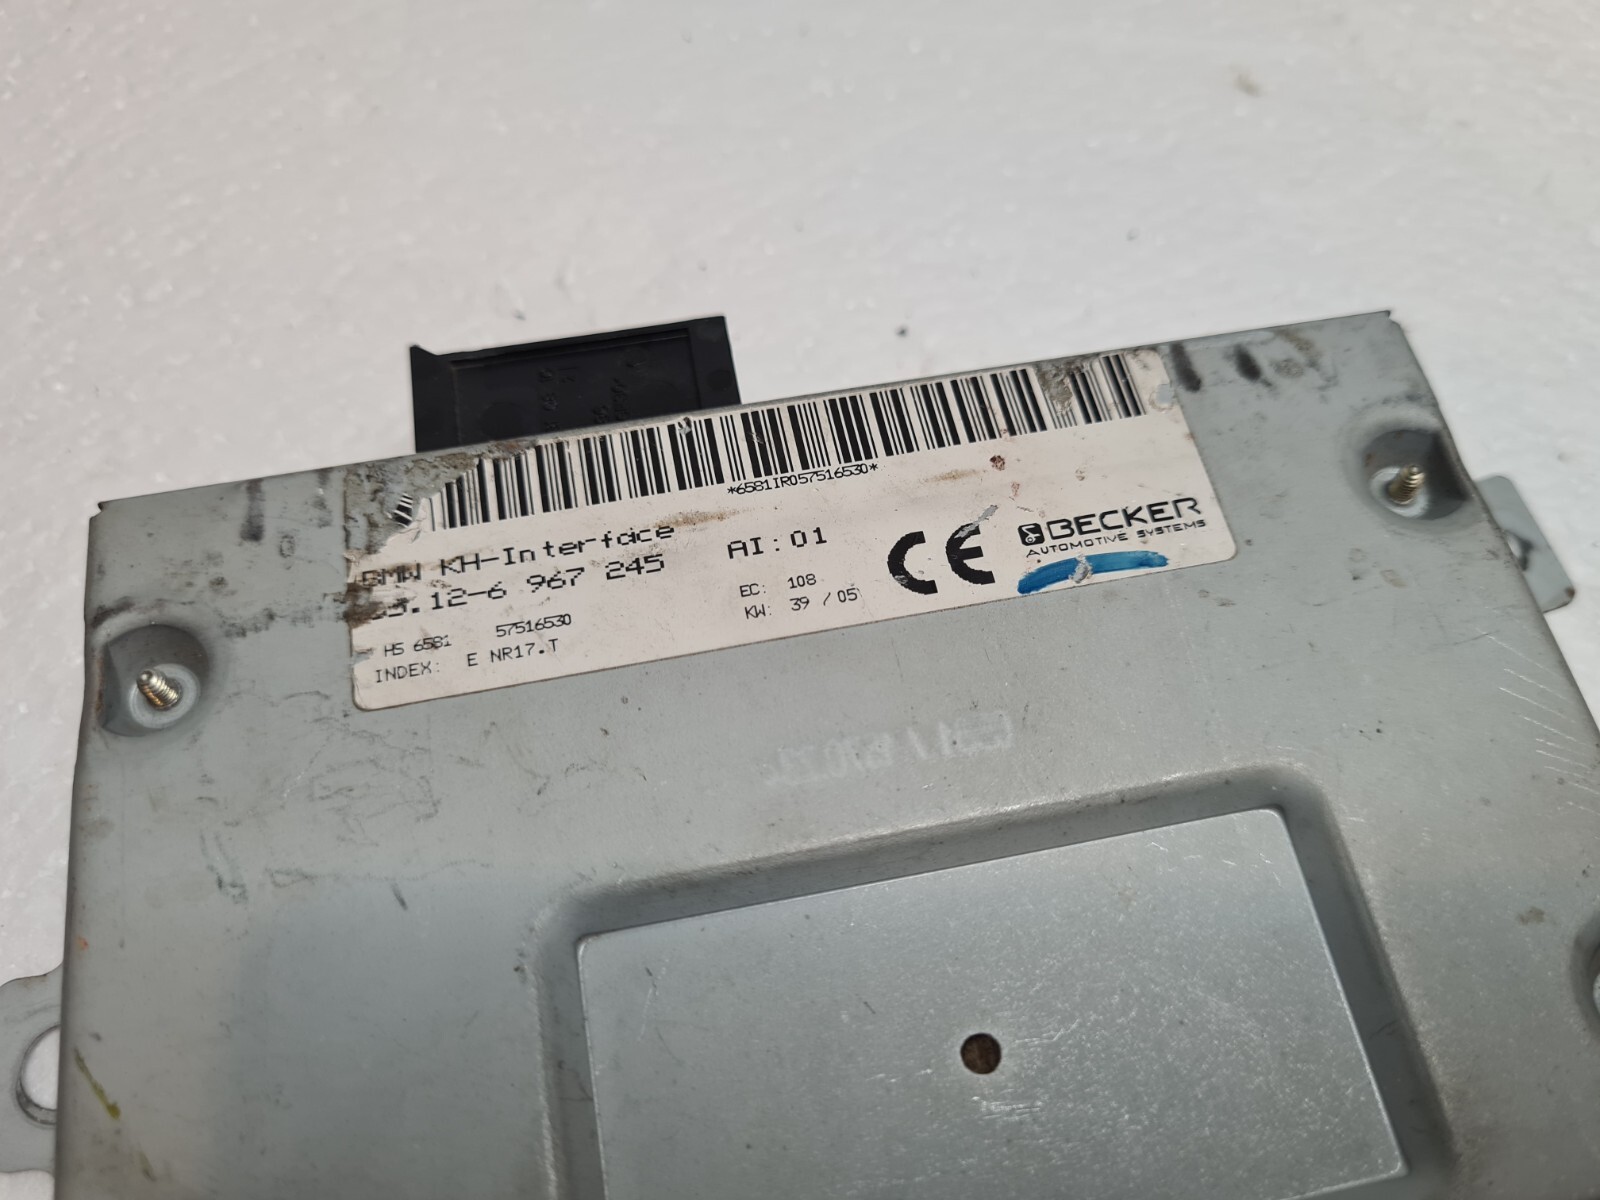 *6581IR057516530*
BMW KH-Interface
AI:01
.12-6 967 245
HS 6581 57516530
INDEX: E NR17.T
EC: 108
KW: 39 /05
CE
BECKER
AUTOMOTIVE SYSTEMS